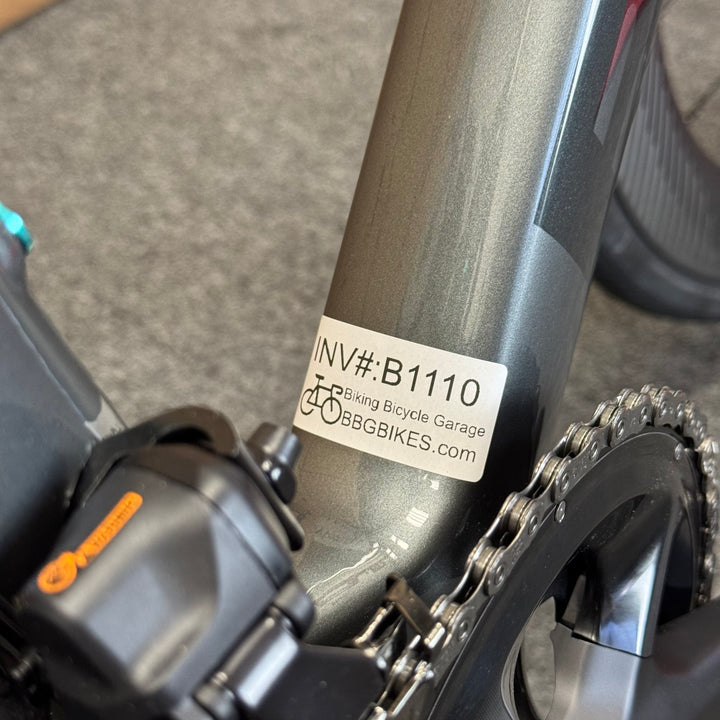 INV#:B1110
Biking Bicycle Garage
BBGBIKES.com